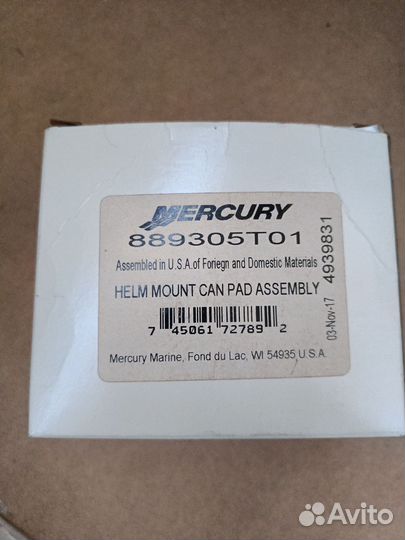 MERCURY
889305T01
Assembled in U.S.A.of Foriegn and Domestic Materials
HELM MOUNT CAN PAD ASSEMBLY
7 45061 72789 2
Mercury Marine, Fond du Lac, WI 54935 U.S.A.
03-Nov-17 4939831
Avito